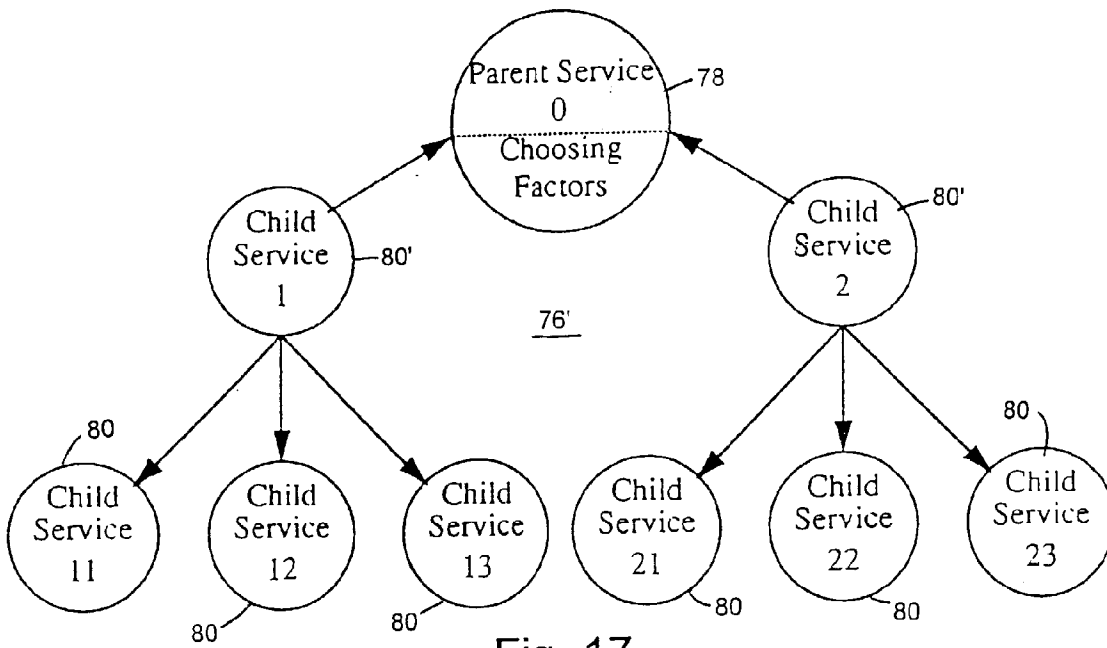 Parent Service
0
Choosing
Factors
78
Child
Service
1
80'
Child
Service
2
80'
76'
80
Child
Service
11
Child
Service
12
80
Child
Service
13
80
Child
Service
21
80
Child
Service
22
80
80
Child
Service
23
Fig. 17